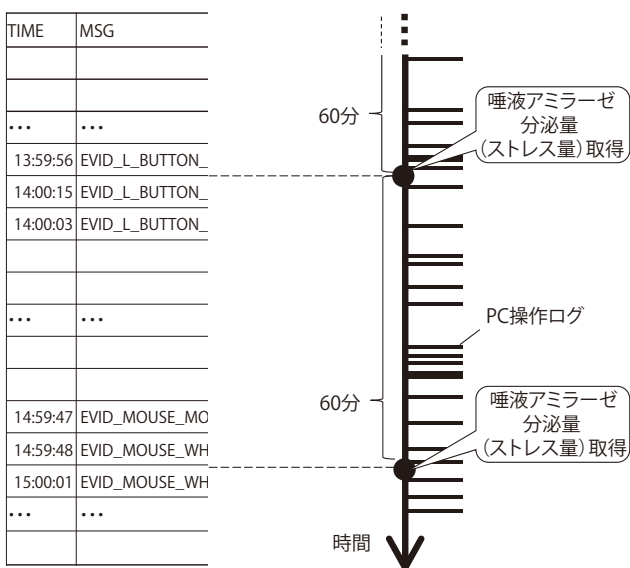 TIME MSG
… …
13:59:56 EVID_L_BUTTON_
14:00:15 EVID_L_BUTTON_
14:00:03 EVID_L_BUTTON_
… …
14:59:47 EVID_MOUSE_MO
14:59:48 EVID_MOUSE_WH
15:00:01 EVID_MOUSE_WH
… …
60分
唾液アミラーゼ
分泌量
(ストレス量)取得
PC操作ログ
60分
唾液アミラーゼ
分泌量
(ストレス量)取得
時間